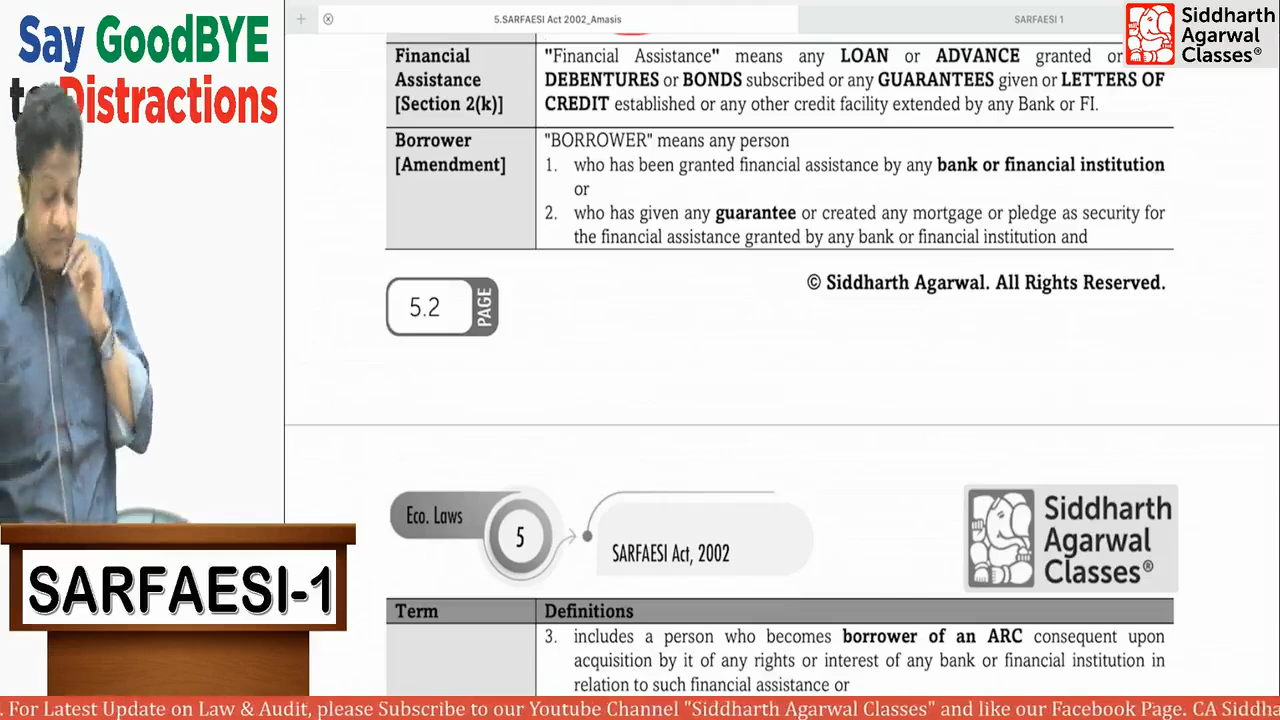 Say GoodBYE
to Distractions
5.SARFAESI Act 2002_Amasis
SARFAESI 1
Siddharth
Agarwal
Classes®
Financial
Assistance
[Section 2(k)]
"Financial Assistance" means any LOAN or ADVANCE granted or
DEBENTURES or BONDS subscribed or any GUARANTEES given or LETTERS OF
CREDIT established or any other credit facility extended by any Bank or FI.
Borrower
[Amendment]
"BORROWER" means any person
1. who has been granted financial assistance by any bank or financial institution
or
2. who has given any guarantee or created any mortgage or pledge as security for
the financial assistance granted by any bank or financial institution and
© Siddharth Agarwal. All Rights Reserved.
5.2
PAGE
Eco. Laws
5
SARFAESI Act, 2002
Siddharth
Agarwal
Classes®
Term
Definitions
3. includes a person who becomes borrower of an ARC consequent upon
acquisition by it of any rights or interest of any bank or financial institution in
relation to such financial assistance or
SARFAESI-1
. For Latest Update on Law & Audit, please Subscribe to our Youtube Channel "Siddharth Agarwal Classes" and like our Facebook Page. CA